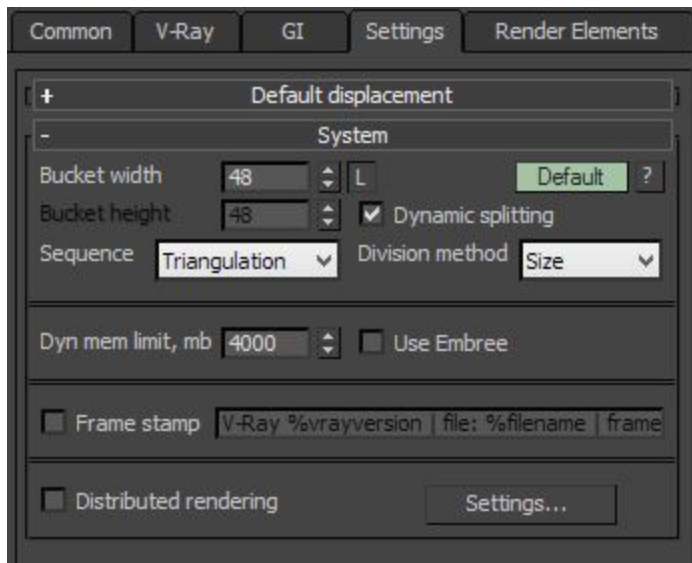 Common V-Ray GI Settings Render Elements
+ Default displacement
- System
Bucket width 48 L Default ?
Bucket height 48 Dynamic splitting
Sequence Triangulation Division method Size
Dyn mem limit, mb 4000 Use Embree
Frame stamp V-Ray %vrayversion | file: %filename | frame
Distributed rendering Settings...